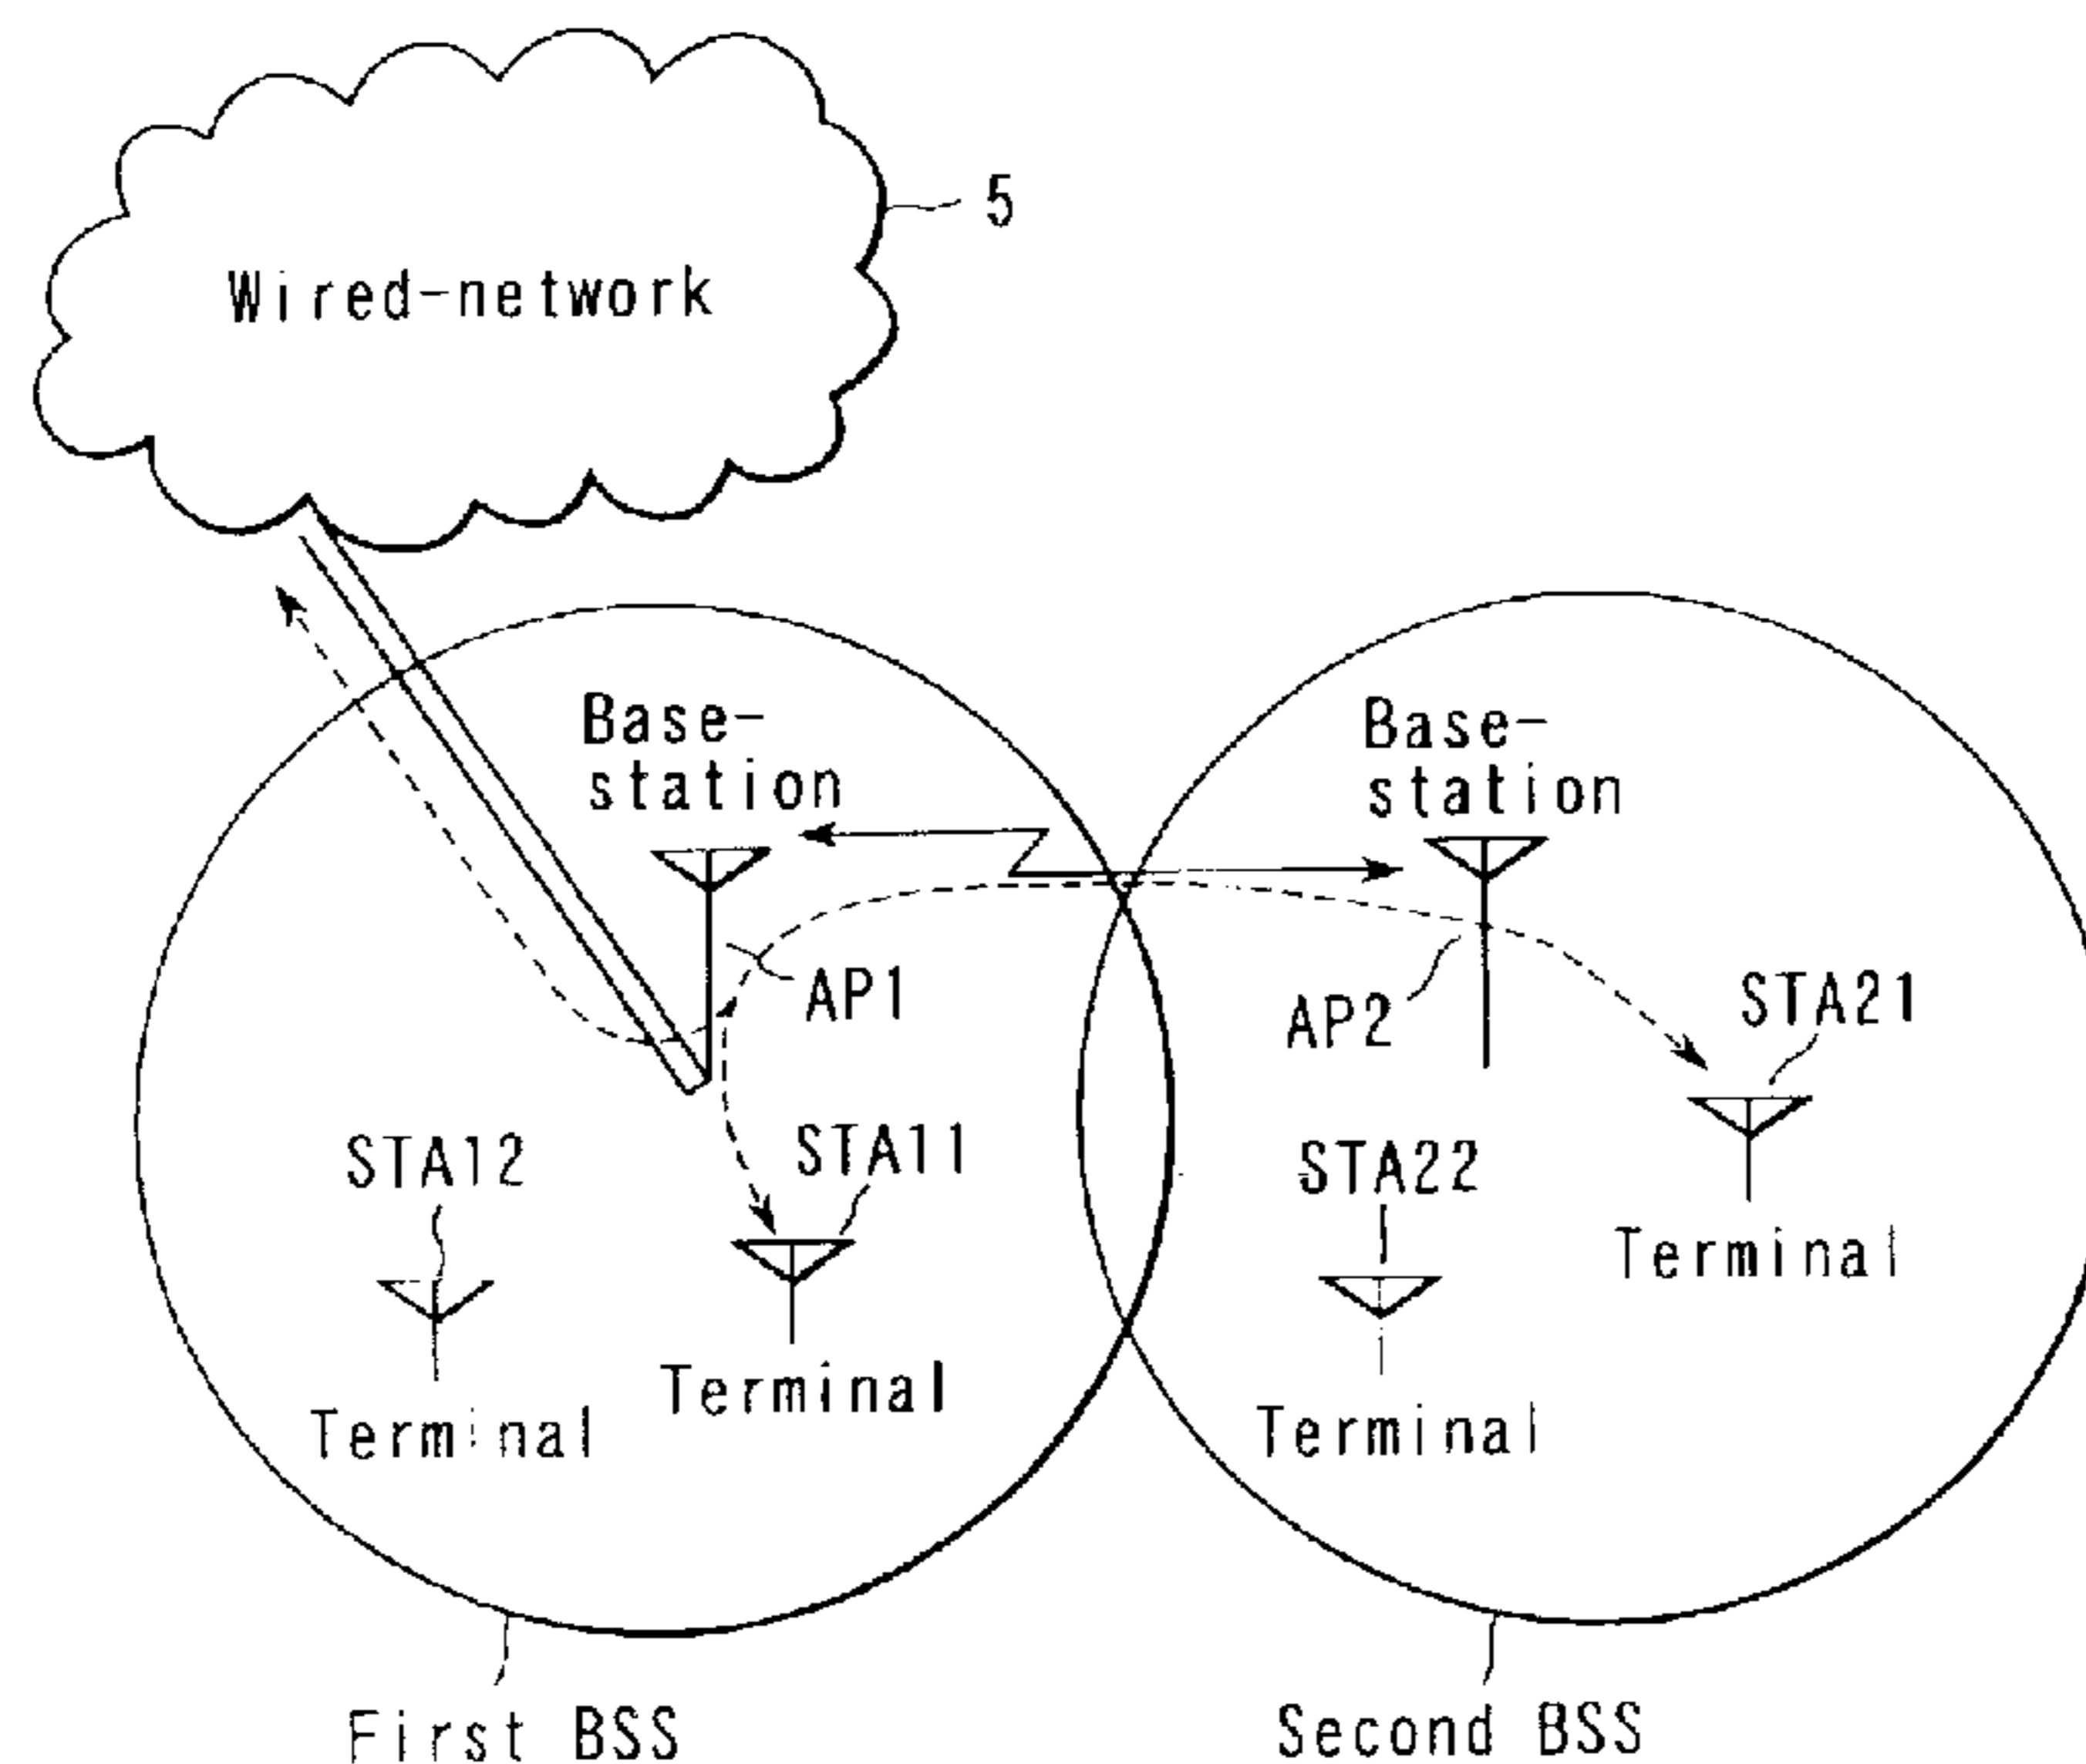 5
Wired-network
Base-
station
Base-
station
AP1
AP2
STA21
STA12
STA11
STA22
Terminal
Terminal
Terminal
Terminal
First BSS
Second BSS